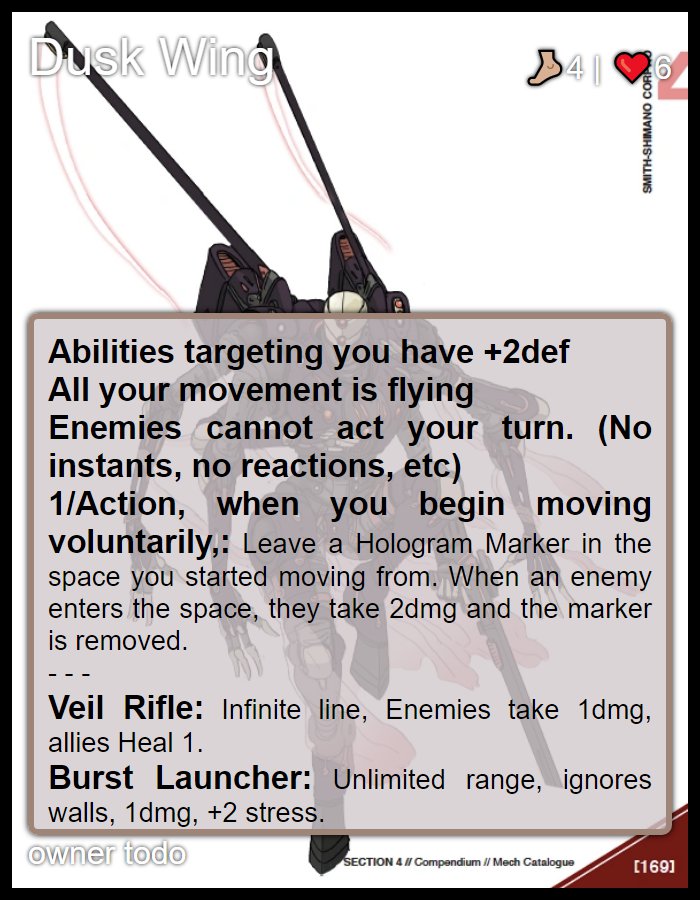 Dusk Wing
4 | 6
SMITH-SHIMANO CORPRO
4
Abilities targeting you have +2def
All your movement is flying
Enemies cannot act your turn. (No
instants, no reactions, etc)
1/Action, when you begin moving
voluntarily,: Leave a Hologram Marker in the
space you started moving from. When an enemy
enters the space, they take 2dmg and the marker
is removed.
- - -
Veil Rifle: Infinite line, Enemies take 1dmg,
allies Heal 1.
Burst Launcher: Unlimited range, ignores
walls, 1dmg, +2 stress.
owner todo
SECTION 4 // Compendium // Mech Catalogue
[169]